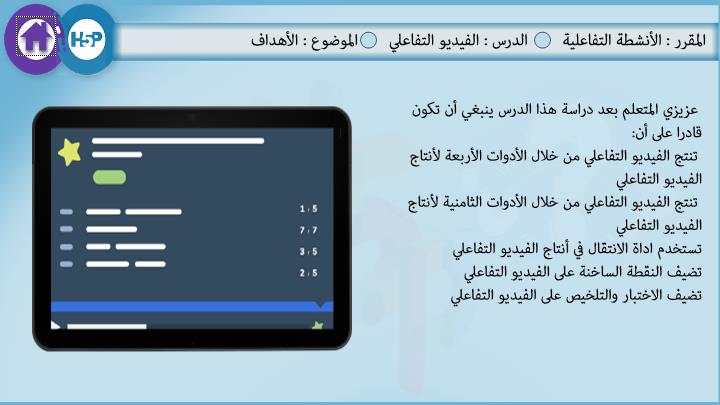 H5P
المقرر : الأنشطة التفاعلية الدرس : الفيديو التفاعلي الموضوع : الأهداف
عزيزي المتعلم بعد دراسة هذا الدرس ينبغي أن تكون
قادرا على أن:
تنتج الفيديو التفاعلي من خلال الأدوات الأربعة لأنتاج
الفيديو التفاعلي
تنتج الفيديو التفاعلي من خلال الأدوات الثامنية لأنتاج
الفيديو التفاعلي
تستخدم اداة الانتقال في أنتاج الفيديو التفاعلي
تضيف النقطة الساخنة على الفيديو التفاعلي
تضيف الاختبار والتلخيص على الفيديو التفاعلي
1 / 5
7 / 7
3 / 5
2 / 5